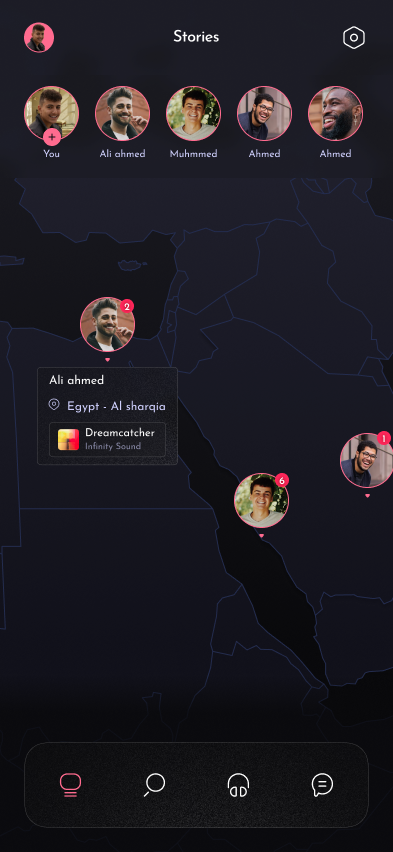 Stories
You
Ali ahmed
Muhmmed
Ahmed
Ahmed
2
Ali ahmed
Egypt - Al sharqia
Dreamcatcher
Infinity Sound
1
6